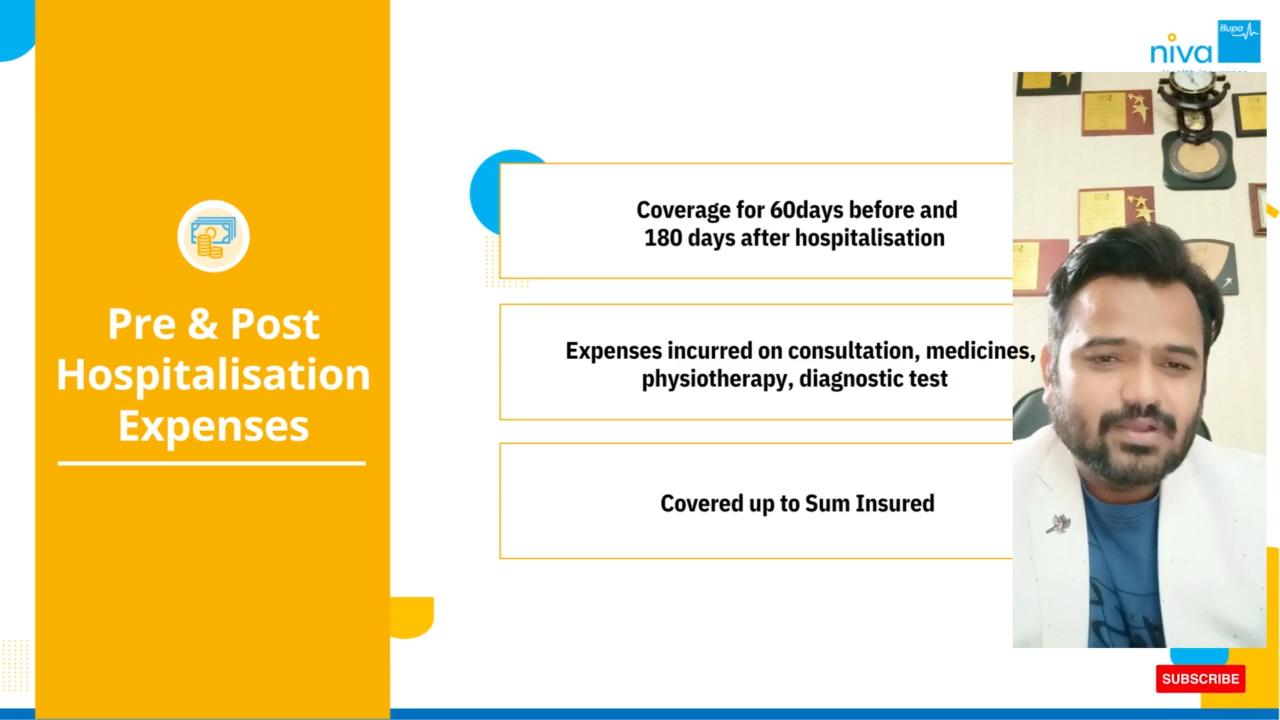 Bupa
niva
Pre & Post
Hospitalisation
Expenses
Coverage for 60days before and
180 days after hospitalisation
Expenses incurred on consultation, medicines,
physiotherapy, diagnostic test
Covered up to Sum Insured
SUBSCRIBE